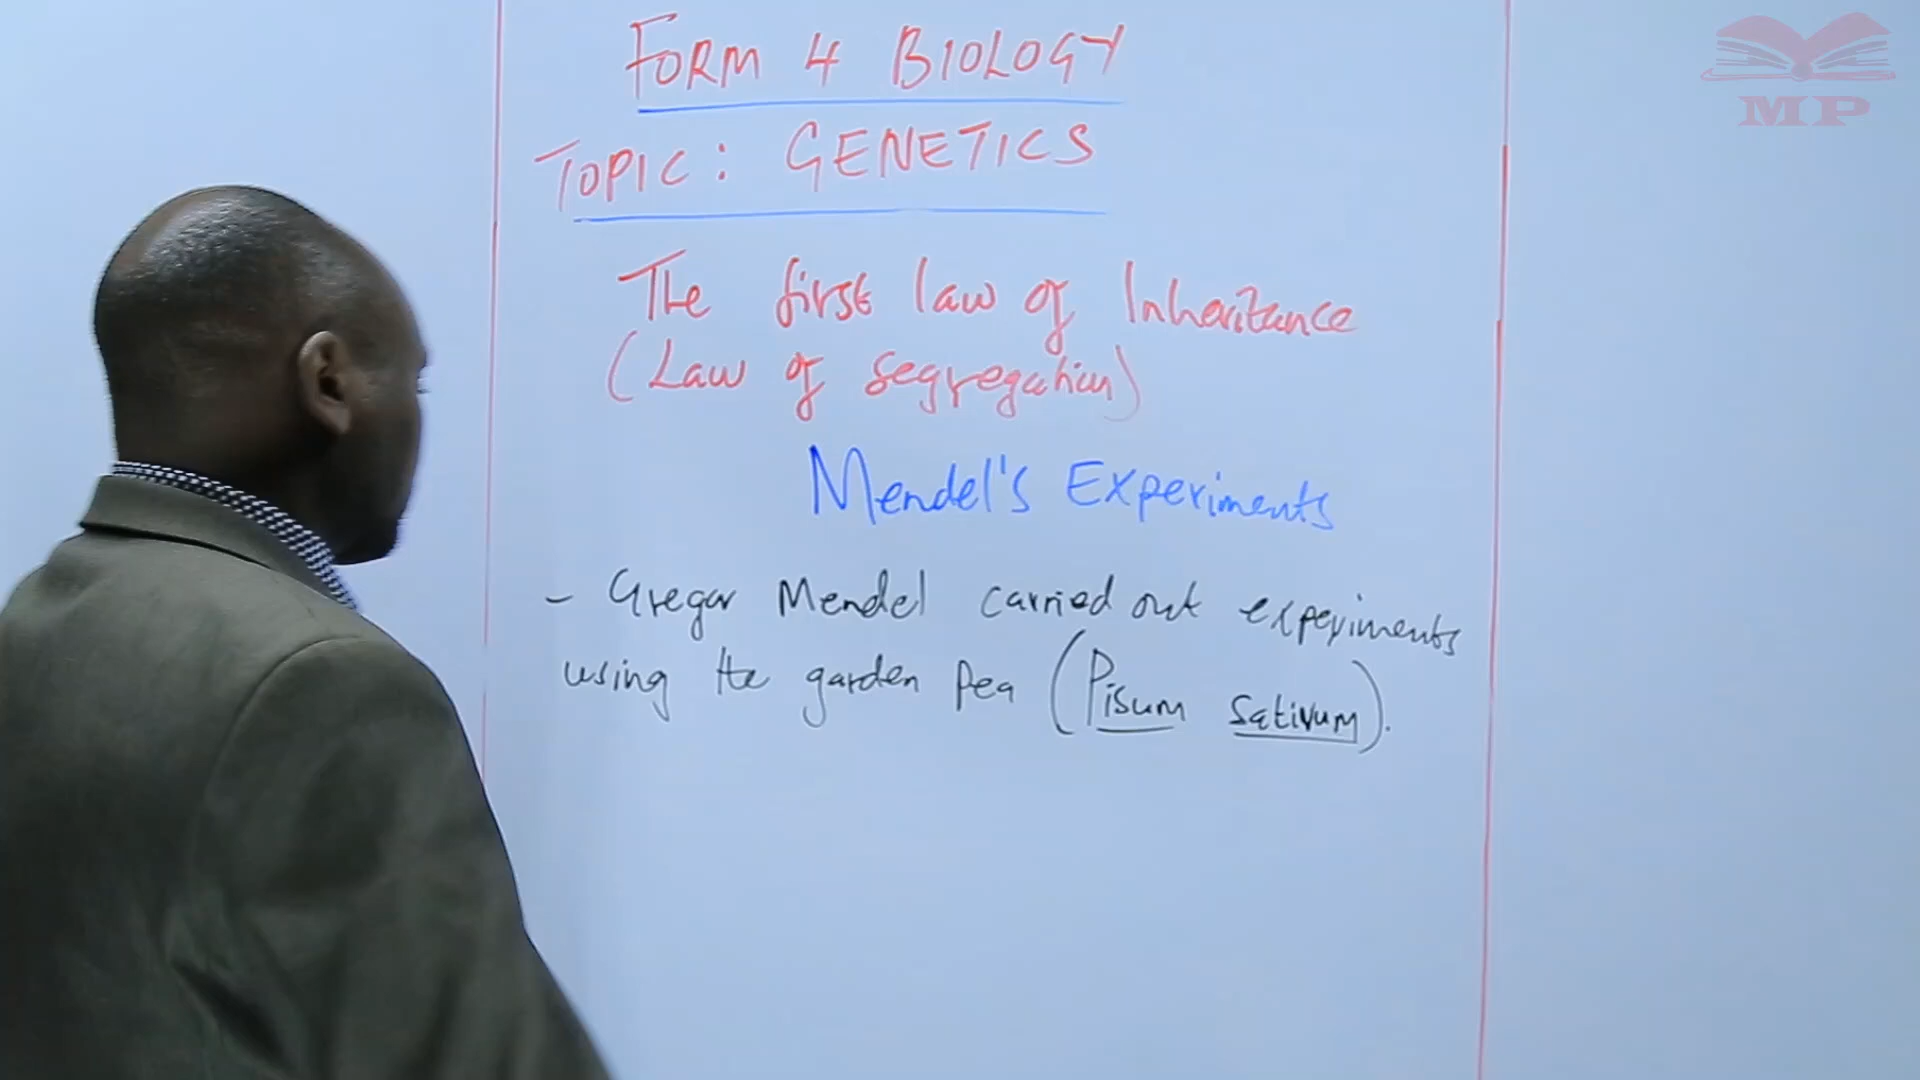 FORM 4 BIOLOGY
TOPIC: GENETICS
The first law of Inheritance
(Law of segregation)
Mendel's Experiments
- Gregor Mendel carried out experiments
using the garden pea (Pisum sativum).
MP